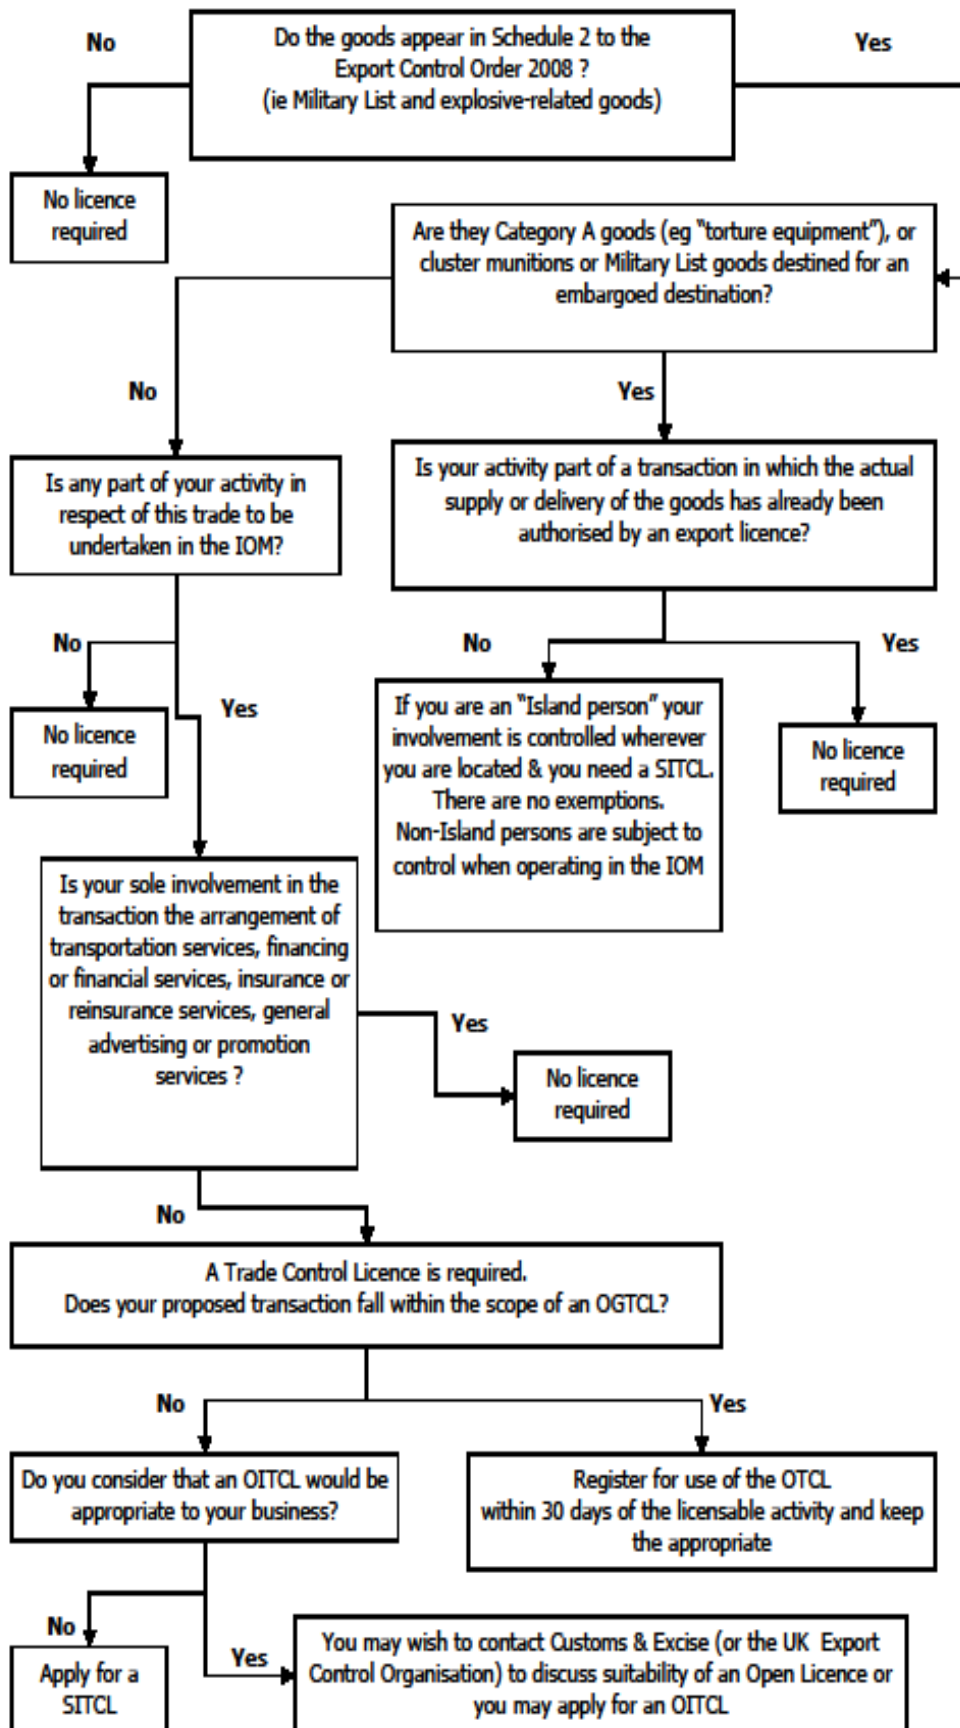 No
Do the goods appear in Schedule 2 to the
Export Control Order 2008 ?
(ie Military List and explosive-related goods)
Yes
No licence
required
Are they Category A goods (eg "torture equipment"), or
cluster munitions or Military List goods destined for an
embargoed destination?
No
Yes
Is any part of your activity in
respect of this trade to be
undertaken in the IOM?
Is your activity part of a transaction in which the actual
supply or delivery of the goods has already been
authorised by an export licence?
No
Yes
No licence
required
No
Yes
If you are an "Island person" your
involvement is controlled wherever
you are located & you need a SITCL.
There are no exemptions.
Non-Island persons are subject to
control when operating in the IOM
No licence
required
Is your sole involvement in the
transaction the arrangement of
transportation services, financing
or financial services, insurance or
reinsurance services, general
advertising or promotion
services ?
Yes
No licence
required
No
A Trade Control Licence is required.
Does your proposed transaction fall within the scope of an OGTCL?
No
Yes
Do you consider that an OITCL would be
appropriate to your business?
Register for use of the OTCL
within 30 days of the licensable activity and keep
the appropriate
No
Apply for a
SITCL
Yes
You may wish to contact Customs & Excise (or the UK Export
Control Organisation) to discuss suitability of an Open Licence or
you may apply for an OITCL